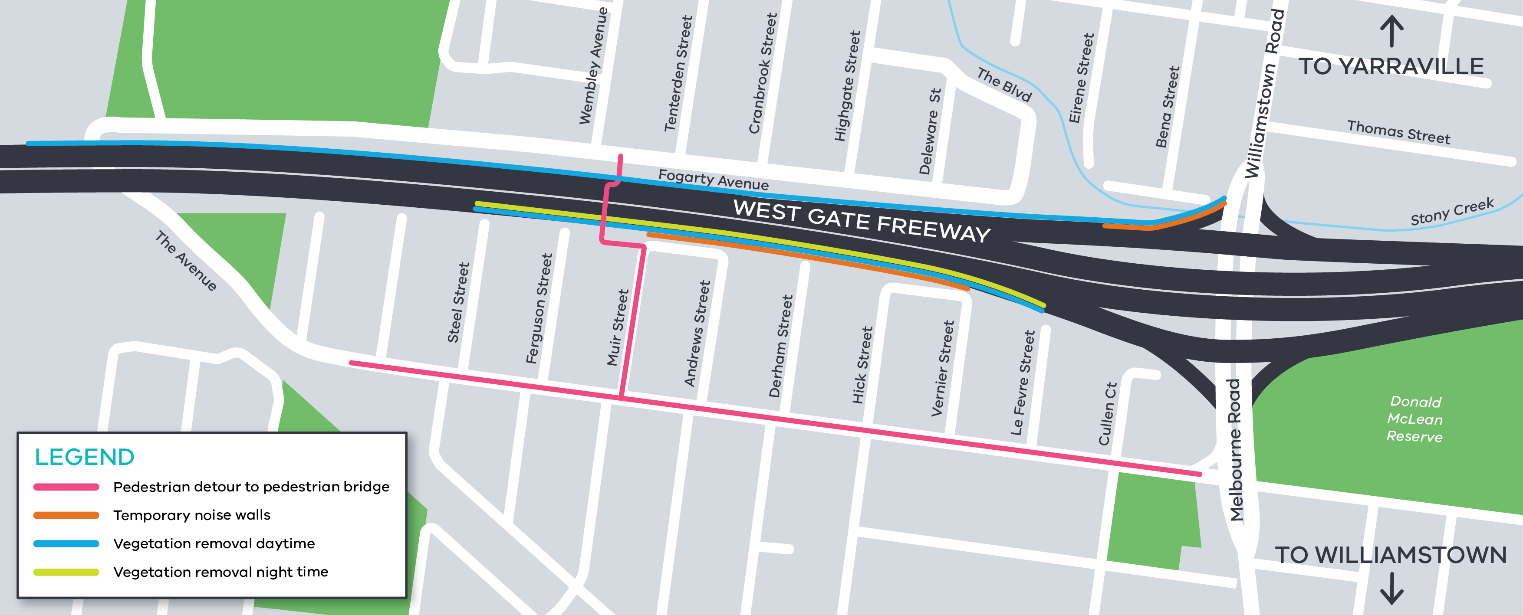 Wembley Avenue
Tenterden Street
Cranbrook Street
Highgate Street
Deleware St
The Blvd
Eirene Street
Bena Street
Williamstown Road
TO YARRAVILLE
Thomas Street
Stony Creek
Fogarty Avenue
WEST GATE FREEWAY
The Avenue
Steel Street
Ferguson Street
Muir Street
Andrews Street
Derham Street
Hick Street
Vernier Street
Le Fevre Street
Cullen Ct
Melbourne Road
Donald
McLean
Reserve
TO WILLIAMSTOWN
LEGEND
Pedestrian detour to pedestrian bridge
Temporary noise walls
Vegetation removal daytime
Vegetation removal night time